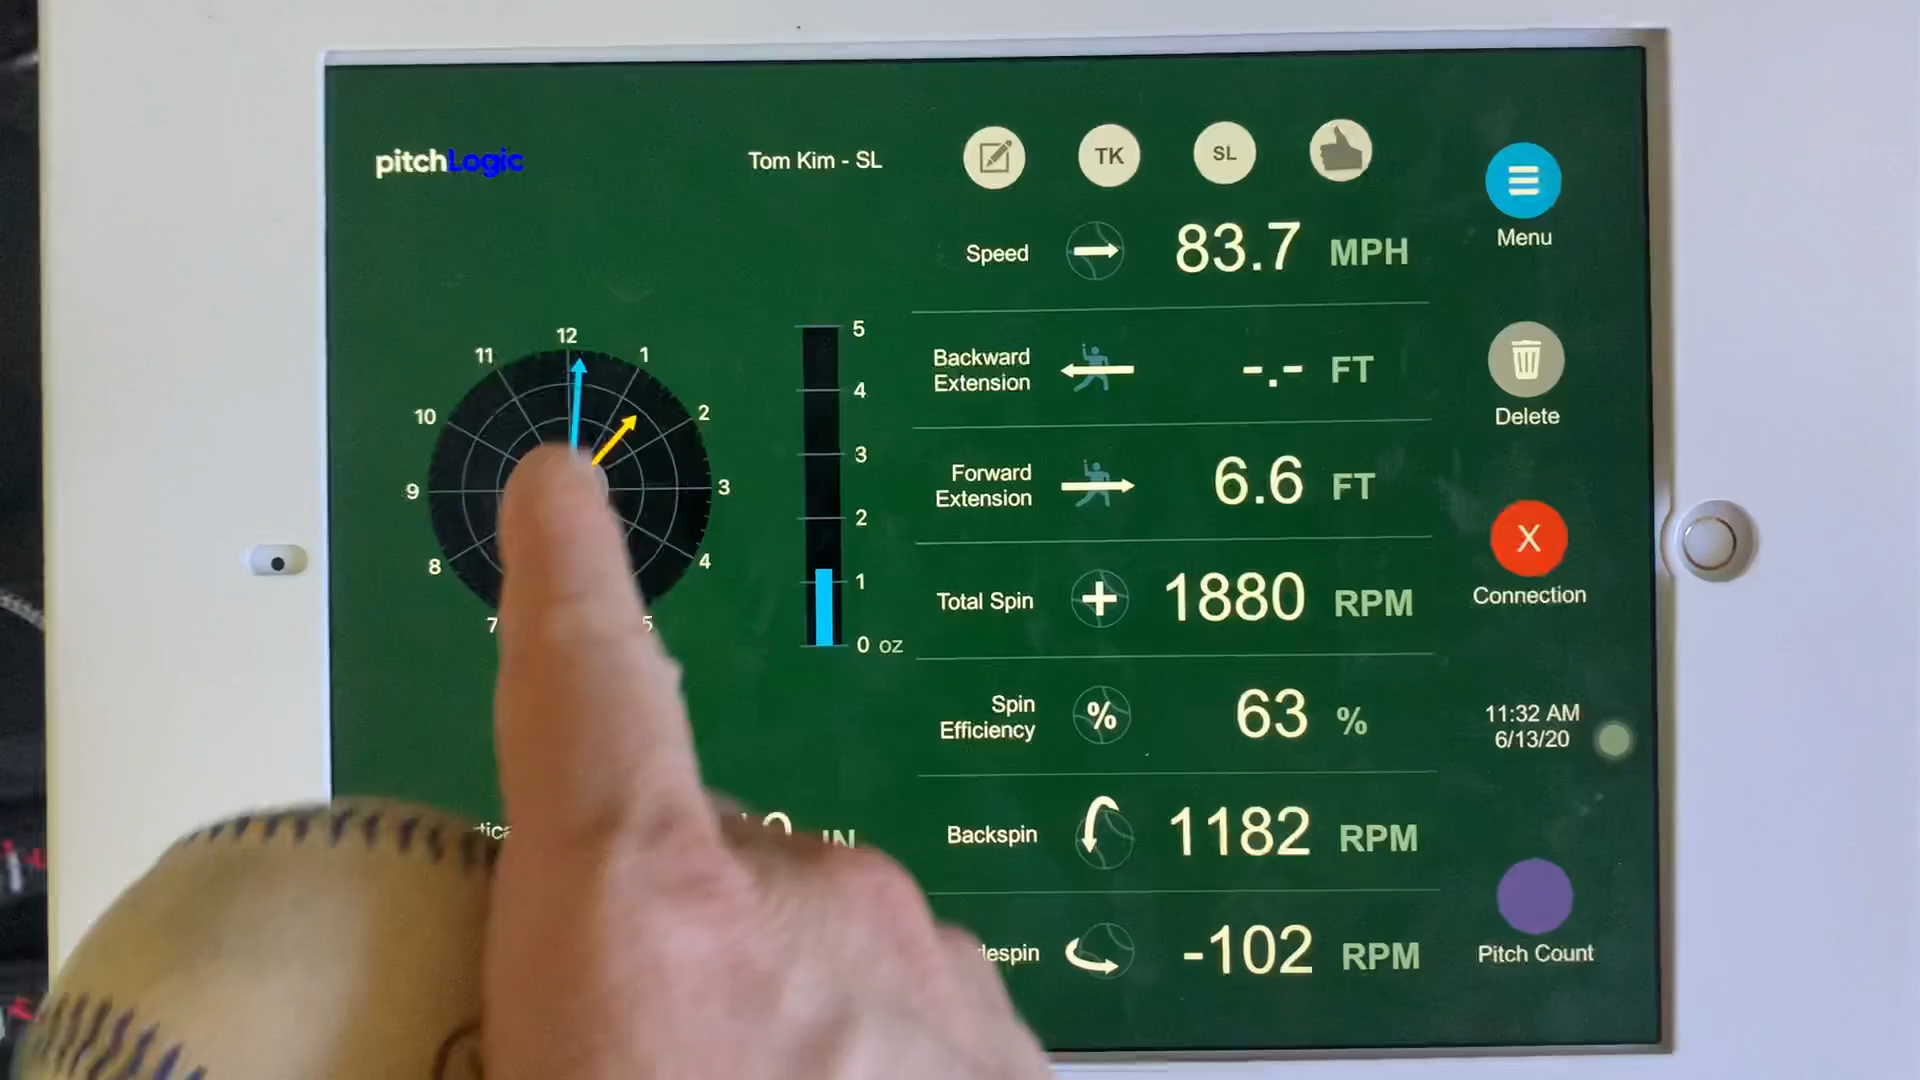 pitchLogic
Tom Kim - SL
TK
SL
Menu
Speed
83.7 MPH
Backward
Extension
-.- FT
Delete
Forward
Extension
6.6 FT
X
Connection
Total Spin
1880 RPM
Spin
Efficiency
%
63 %
11:32 AM
6/13/20
Backspin
1182 RPM
-102 RPM
Pitch Count
12
1
2
3
4
5
7
8
9
10
11
5
4
3
2
1
0 oz
IN